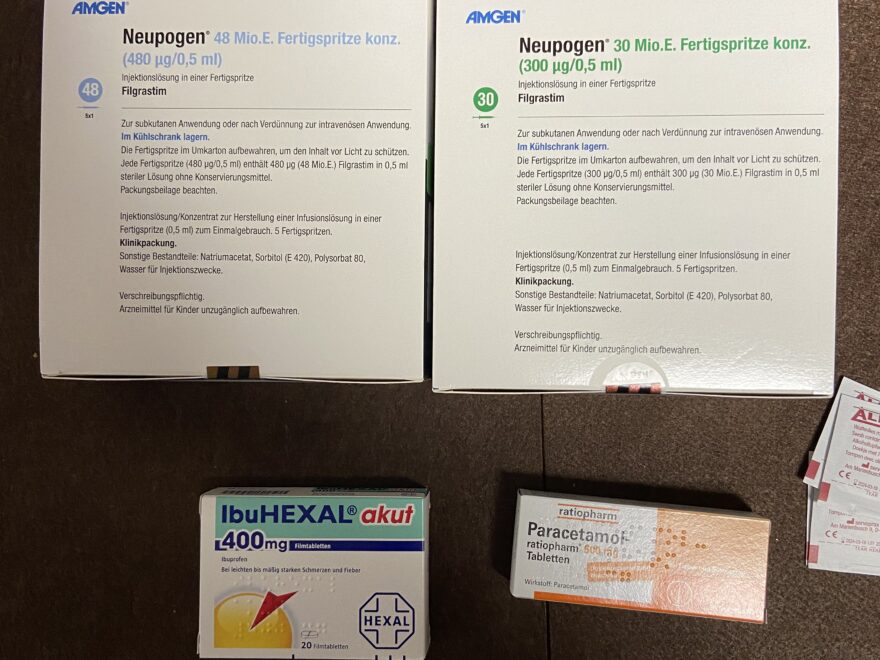 AMGEN®
Neupogen® 48 Mio.E. Fertigspritze konz.
(480 µg/0,5 ml)
Injektionslösung in einer Fertigspritze
48
Filgrastim
5x1
Zur subkutanen Anwendung oder nach Verdünnung zur intravenösen Anwendung.
Im Kühlschrank lagern.
Die Fertigspritze im Umkarton aufbewahren, um den Inhalt vor Licht zu schützen.
Jede Fertigspritze (480 µg/0,5 ml) enthält 480 µg (48 Mio.E.) Filgrastim in 0,5 ml
steriler Lösung ohne Konservierungsmittel.
Packungsbeilage beachten.
Injektionslösung/Konzentrat zur Herstellung einer Infusionslösung in einer
Fertigspritze (0,5 ml) zum Einmalgebrauch. 5 Fertigspritzen.
Klinikpackung.
Sonstige Bestandteile: Natriumacetat, Sorbitol (E 420), Polysorbat 80,
Wasser für Injektionszwecke.
Verschreibungspflichtig.
Arzneimittel für Kinder unzugänglich aufbewahren.
AMGEN®
Neupogen® 30 Mio.E. Fertigspritze konz.
(300 µg/0,5 ml)
Injektionslösung in einer Fertigspritze
30
Filgrastim
5x1
Zur subkutanen Anwendung oder nach Verdünnung zur intravenösen Anwendung.
Im Kühlschrank lagern.
Die Fertigspritze im Umkarton aufbewahren, um den Inhalt vor Licht zu schützen.
Jede Fertigspritze (300 µg/0,5 ml) enthält 300 µg (30 Mio.E.) Filgrastim in 0,5 ml
steriler Lösung ohne Konservierungsmittel.
Packungsbeilage beachten.
Injektionslösung/Konzentrat zur Herstellung einer Infusionslösung in einer
Fertigspritze (0,5 ml) zum Einmalgebrauch. 5 Fertigspritzen.
Klinikpackung.
Sonstige Bestandteile: Natriumacetat, Sorbitol (E 420), Polysorbat 80,
Wasser für Injektionszwecke.
Verschreibungspflichtig.
Arzneimittel für Kinder unzugänglich aufbewahren.
IbuHEXAL® akut
400mg Filmtabletten
Ibuprofen
Bei leichten bis mäßig starken Schmerzen und Fieber
HEXAL
20 Filmtabletten
ratiopharm
Paracetamol-
ratiopharm® 500 mg
Tabletten
Wirkstoff: Paracetamol
AL
CE
CE